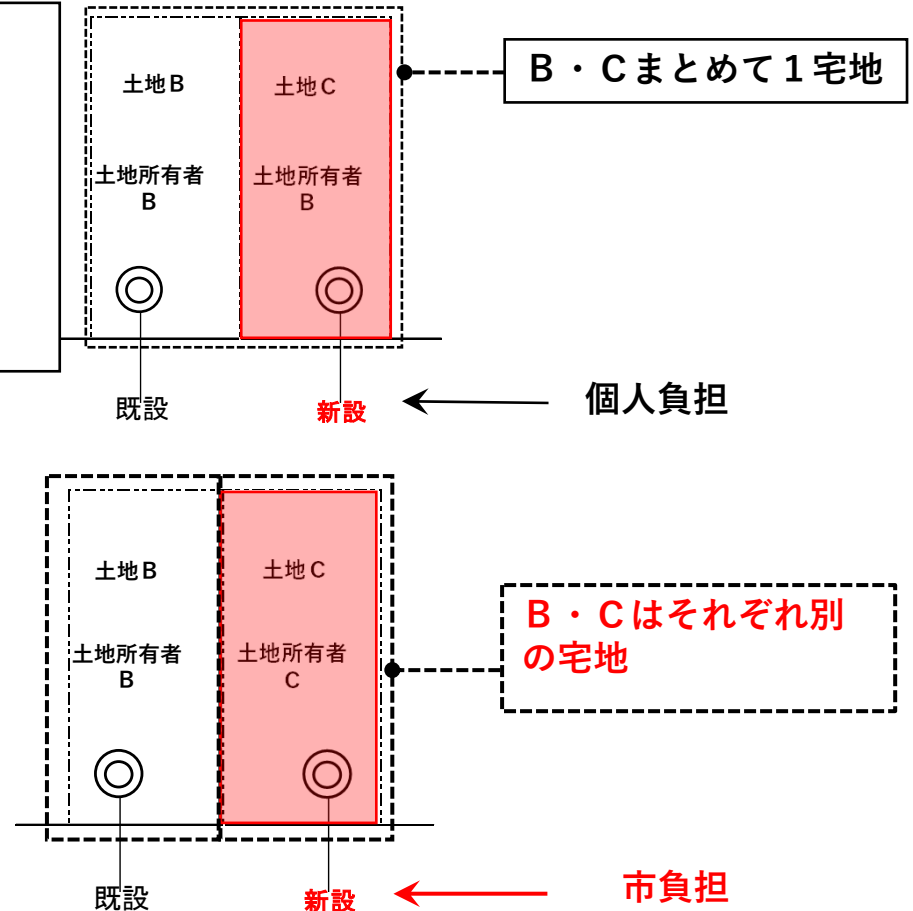 土地B
土地C
B・Cまとめて1宅地
土地所有者
B
土地所有者
B
既設
新設
個人負担
土地B
土地C
B・Cはそれぞれ別
の宅地
土地所有者
B
土地所有者
C
既設
新設
市負担